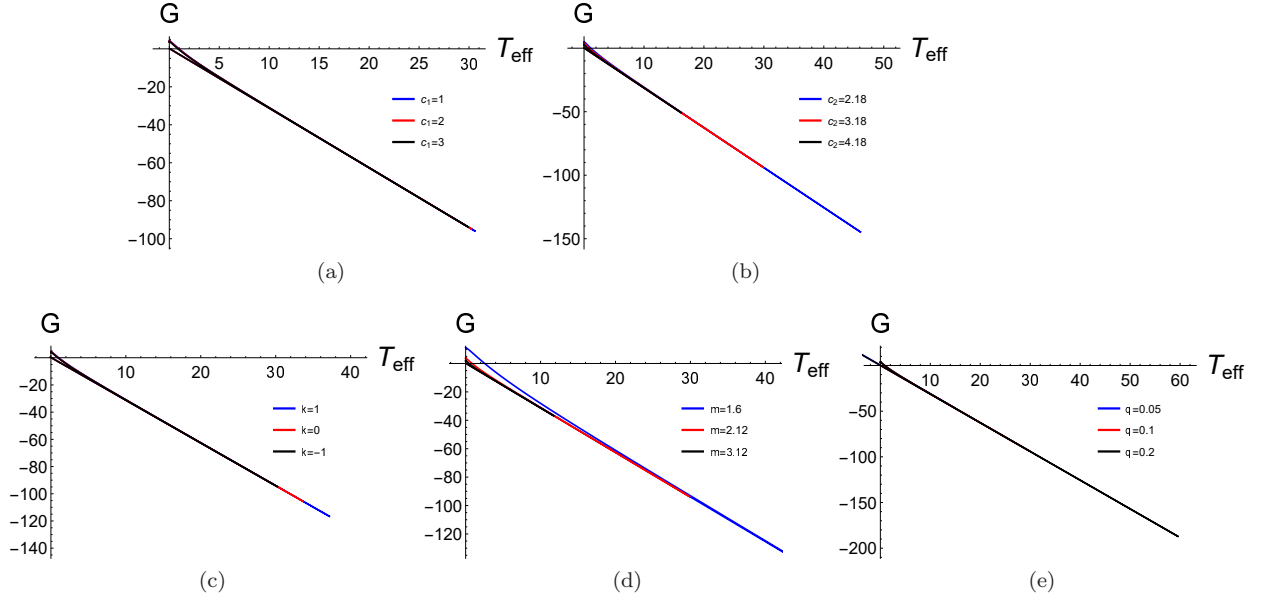 G
T_eff
5 10 15 20 25 30
−20
−40
−60
−80
−100
c₁=1
c₁=2
c₁=3
(a)
G
T_eff
10 20 30 40 50
−50
−100
−150
c₂=2.18
c₂=3.18
c₂=4.18
(b)
G
T_eff
10 20 30 40
−20
−40
−60
−80
−100
−120
−140
k=1
k=0
k=−1
(c)
G
T_eff
10 20 30 40
−20
−40
−60
−80
−100
−120
m=1.6
m=2.12
m=3.12
(d)
G
T_eff
10 20 30 40 50 60
−50
−100
−150
−200
q=0.05
q=0.1
q=0.2
(e)